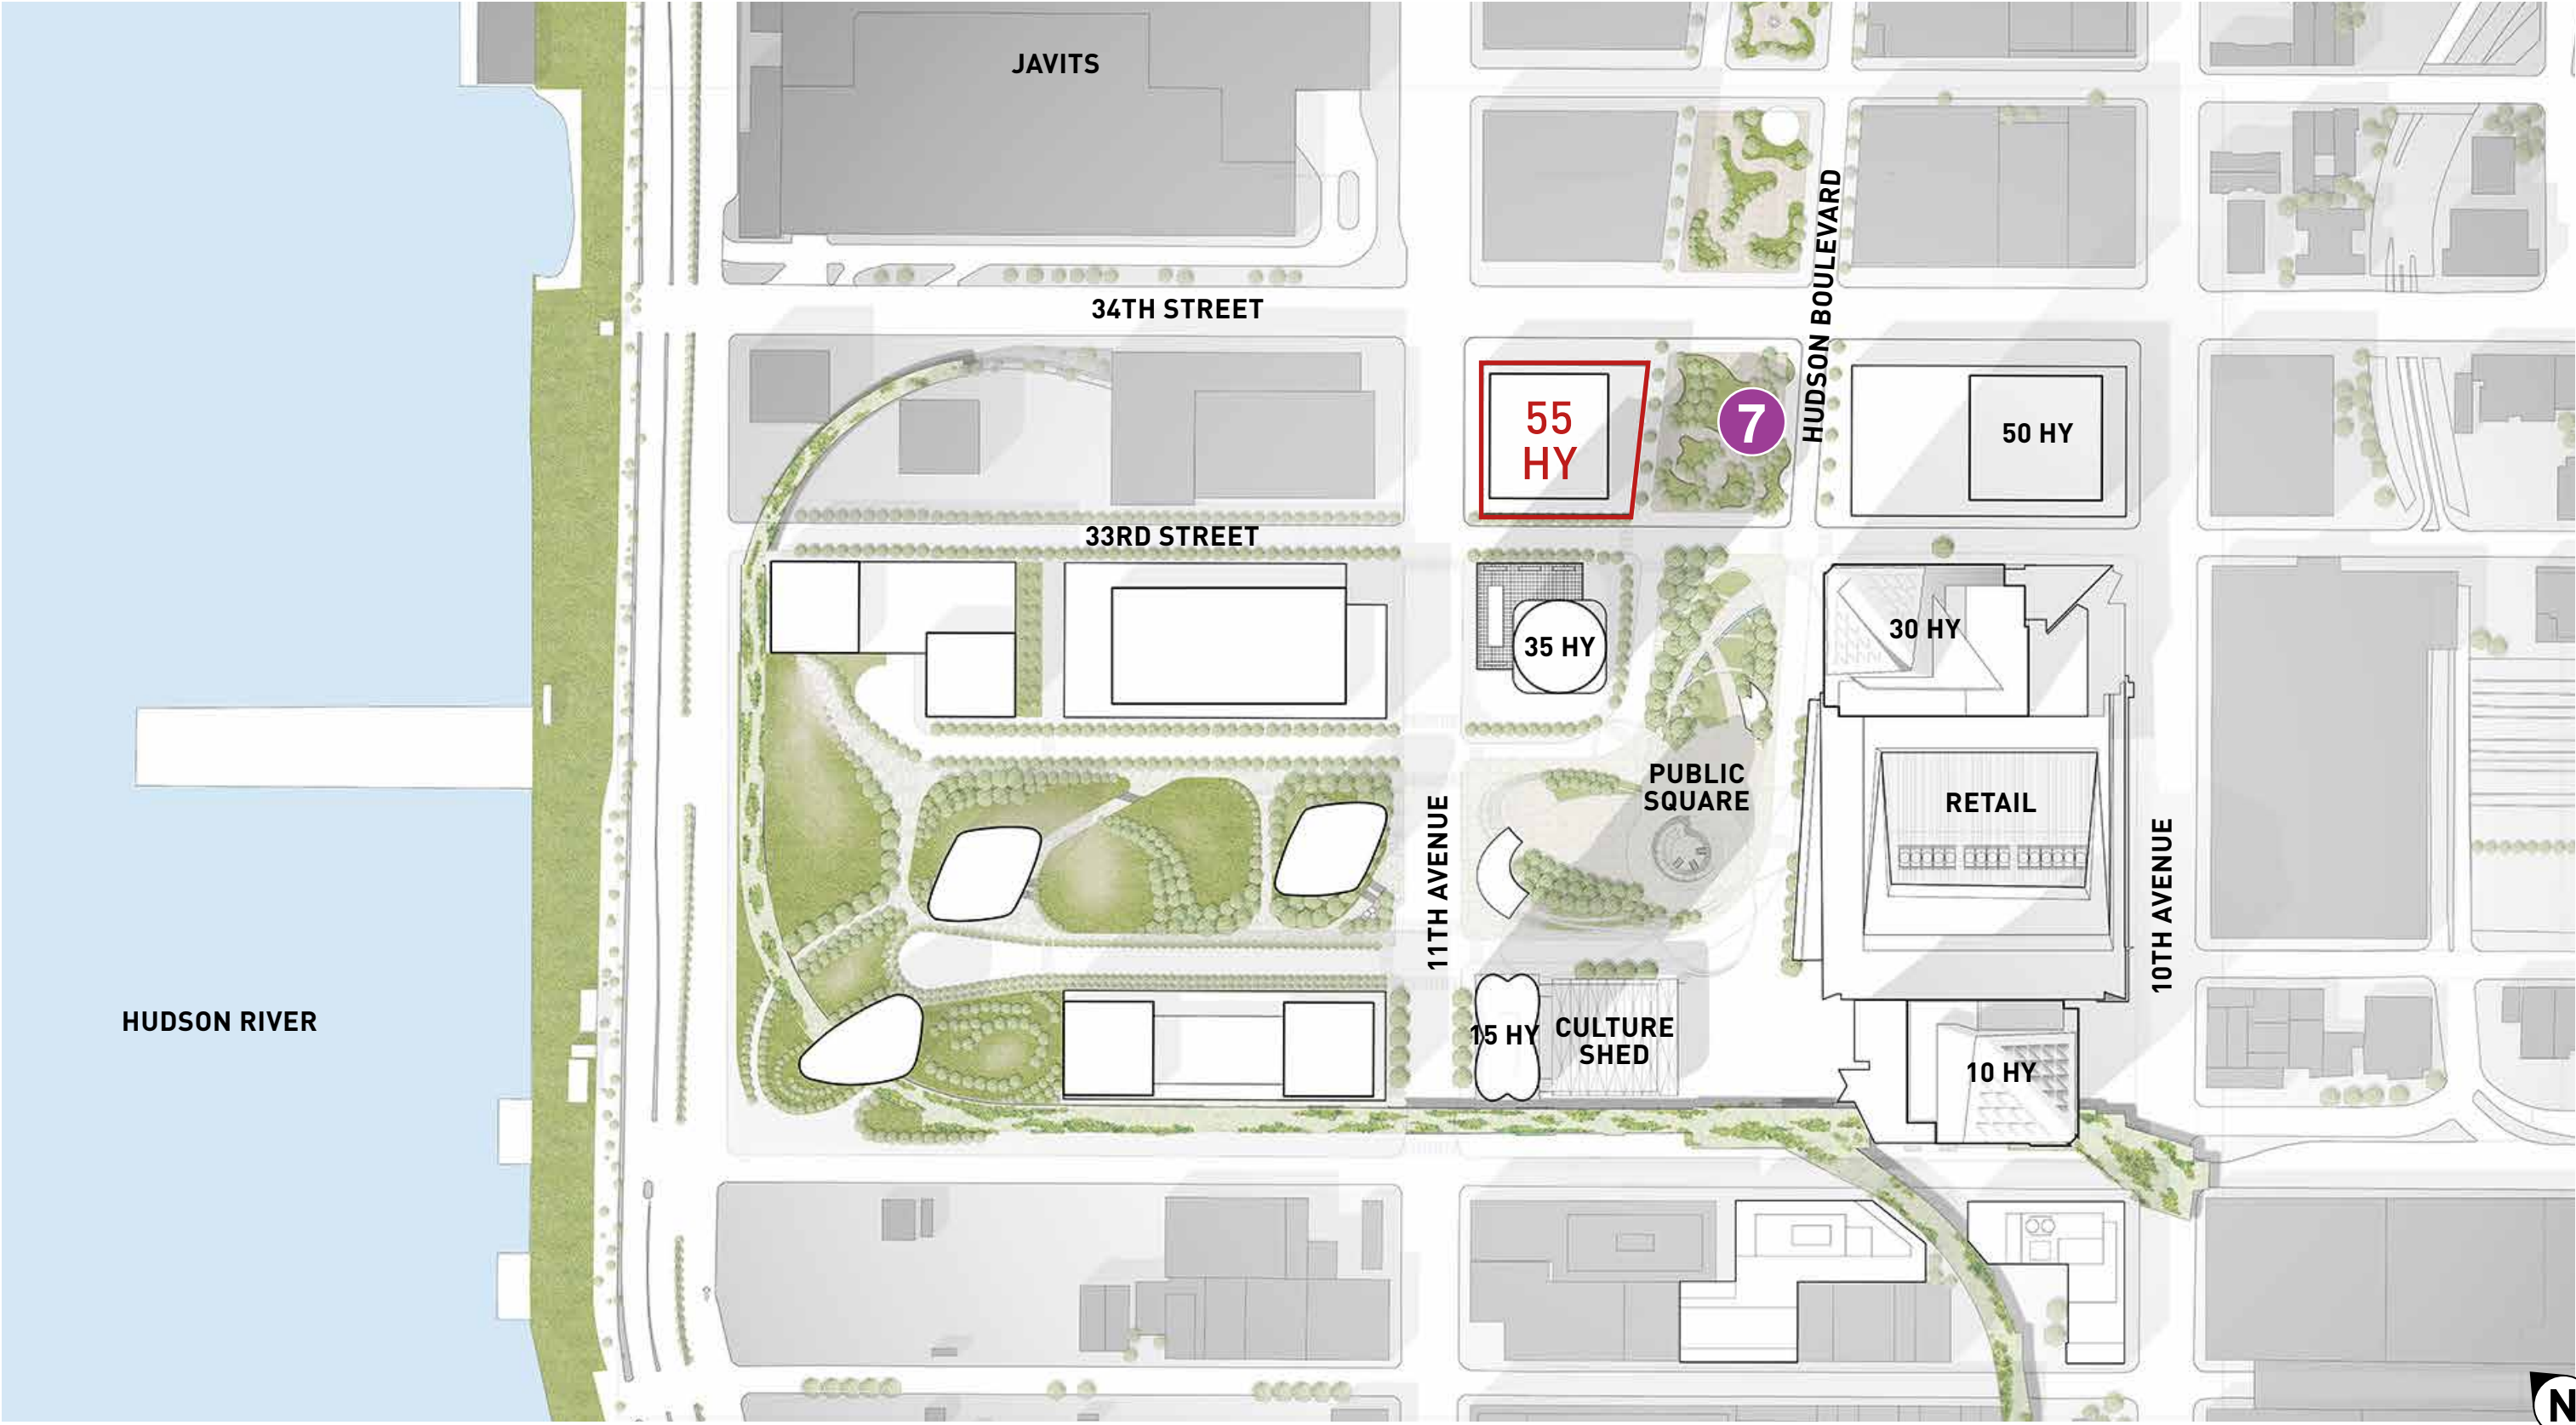 JAVITS
34TH STREET
HUDSON BOULEVARD
55
HY
7
50 HY
33RD STREET
35 HY
30 HY
PUBLIC
SQUARE
RETAIL
11TH AVENUE
10TH AVENUE
HUDSON RIVER
15 HY
CULTURE
SHED
10 HY
N